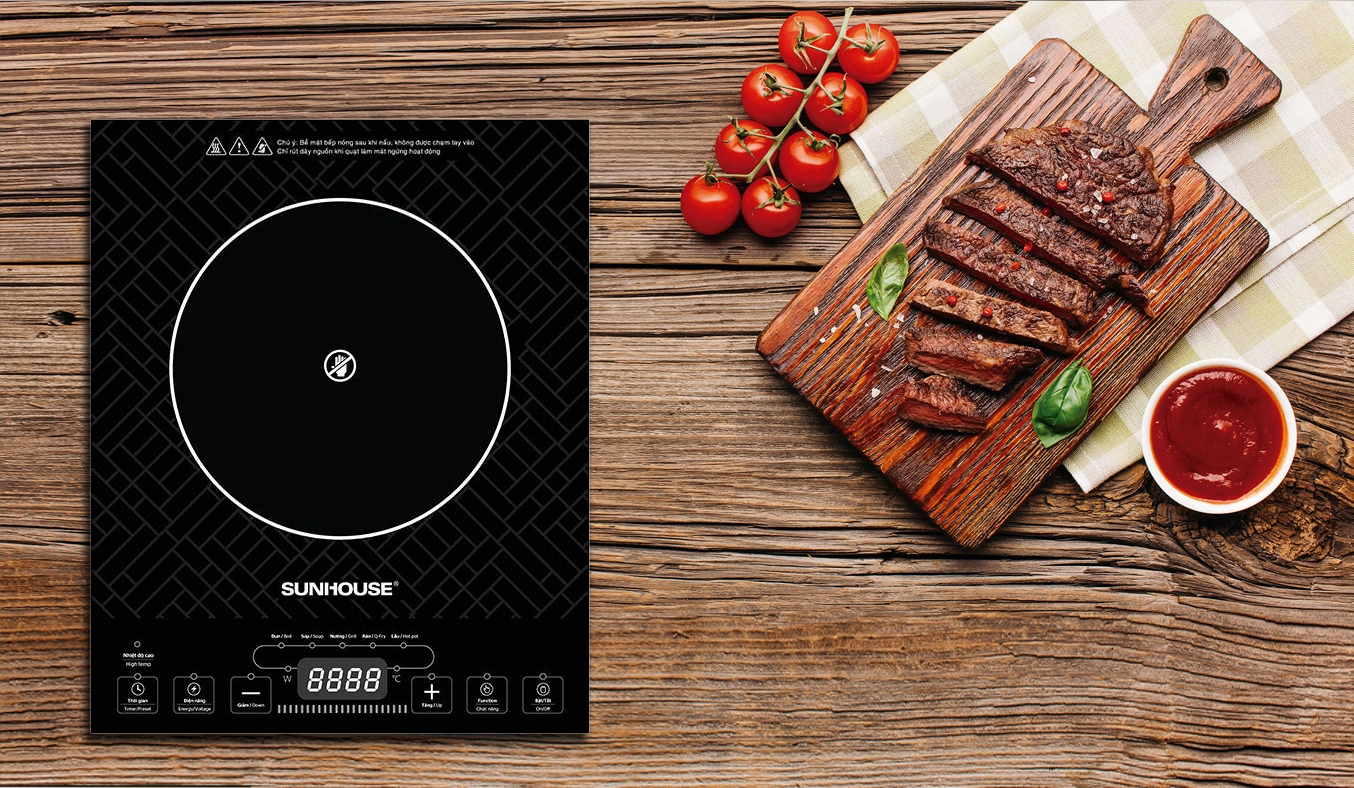 Chú ý: Bề mặt bếp nóng sau khi nấu, không được chạm tay vào
Chỉ rút dây nguồn khi quạt làm mát ngừng hoạt động
SUNHOUSE®
Đun / Boil Súp / Soup Nướng / Grill Rán / Q Fry Lẩu / Hot pot
Nhiệt độ cao
High temp
W 8888 °C
Thời gian
Timer/Preset
Điện năng
Energy/Voltage
Giảm / Down
Tăng / Up
Function
Chức năng
Bật/Tắt
On/Off